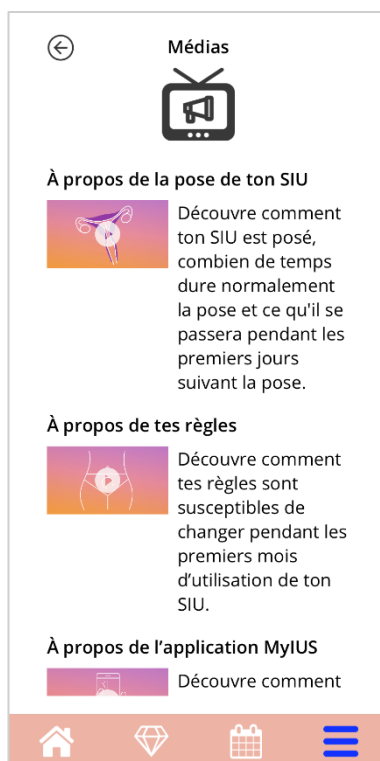 Médias
À propos de la pose de ton SIU
Découvre comment
ton SIU est posé,
combien de temps
dure normalement
la pose et ce qu'il se
passera pendant les
premiers jours
suivant la pose.
À propos de tes règles
Découvre comment
tes règles sont
susceptibles de
changer pendant les
premiers mois
d’utilisation de ton
SIU.
À propos de l’application MyIUS
Découvre comment